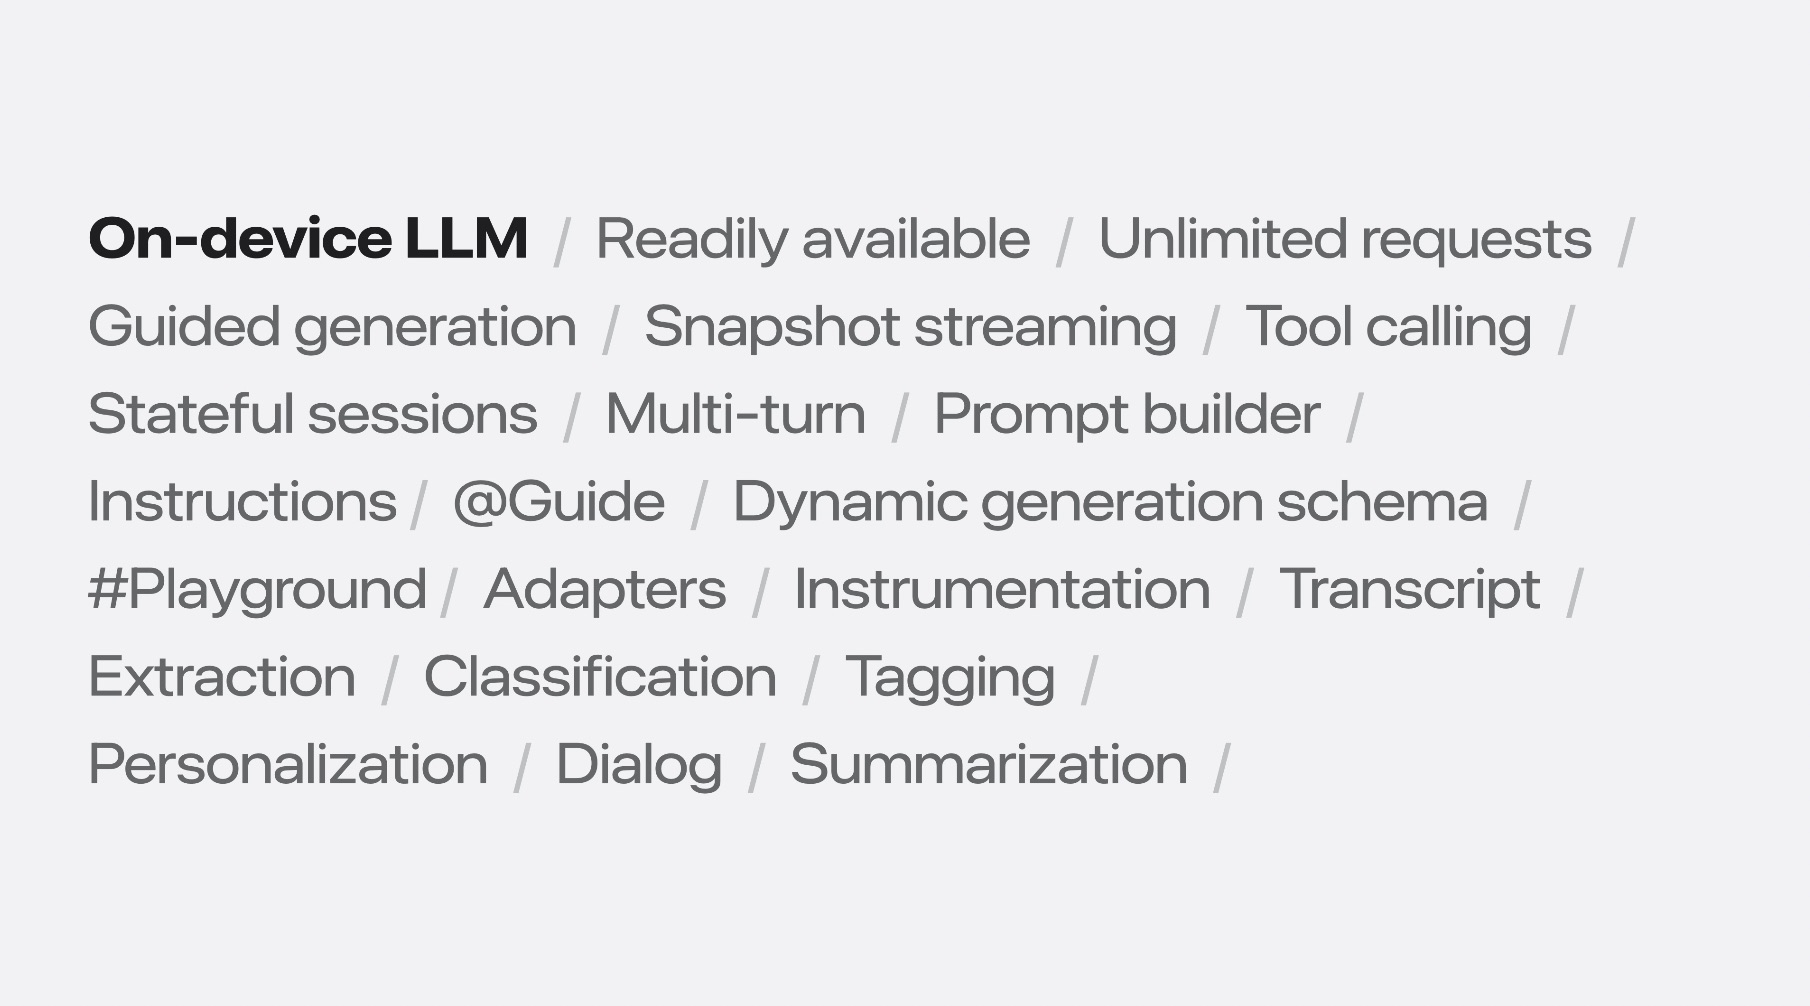 On-device LLM / Readily available / Unlimited requests /
Guided generation / Snapshot streaming / Tool calling /
Stateful sessions / Multi-turn / Prompt builder /
Instructions / @Guide / Dynamic generation schema /
#Playground / Adapters / Instrumentation / Transcript /
Extraction / Classification / Tagging /
Personalization / Dialog / Summarization /